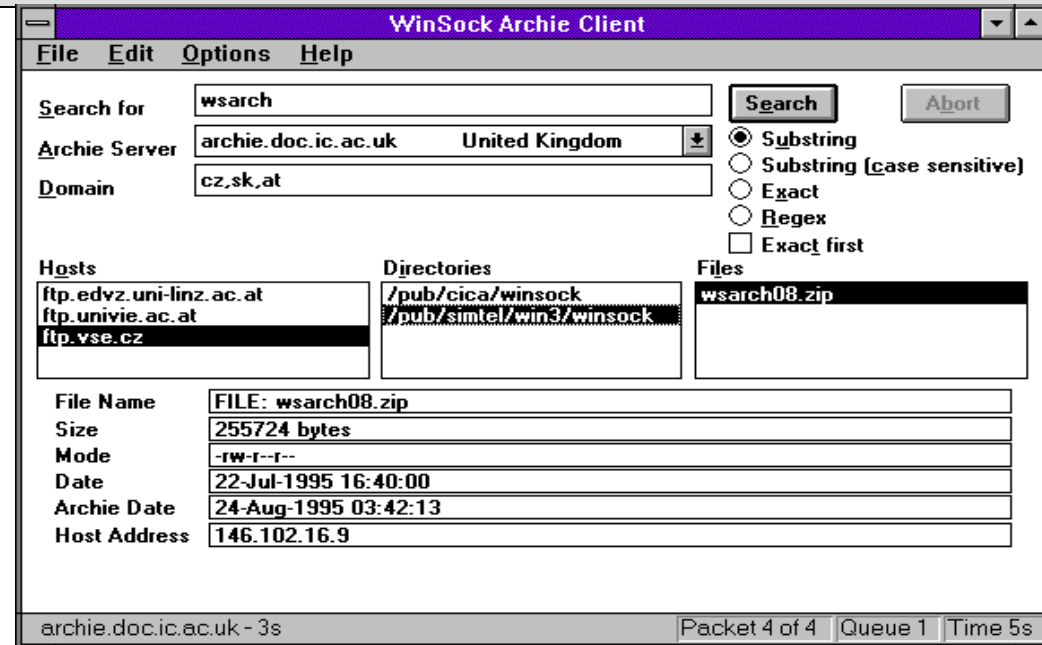 WinSock Archie Client
File Edit Options Help
Search for wsarch Search Abort
Archie Server archie.doc.ic.ac.uk United Kingdom
Domain cz,sk,at
Substring
Substring (case sensitive)
Exact
Regex
Exact first
Hosts Directories Files
ftp.edvz.uni-linz.ac.at /pub/cica/winsock wsarch08.zip
ftp.univie.ac.at /pub/simtel/win3/winsock
ftp.vse.cz
File Name FILE: wsarch08.zip
Size 255724 bytes
Mode -rw-r--r--
Date 22-Jul-1995 16:40:00
Archie Date 24-Aug-1995 03:42:13
Host Address 146.102.16.9
archie.doc.ic.ac.uk - 3s Packet 4 of 4 Queue 1 Time 5s